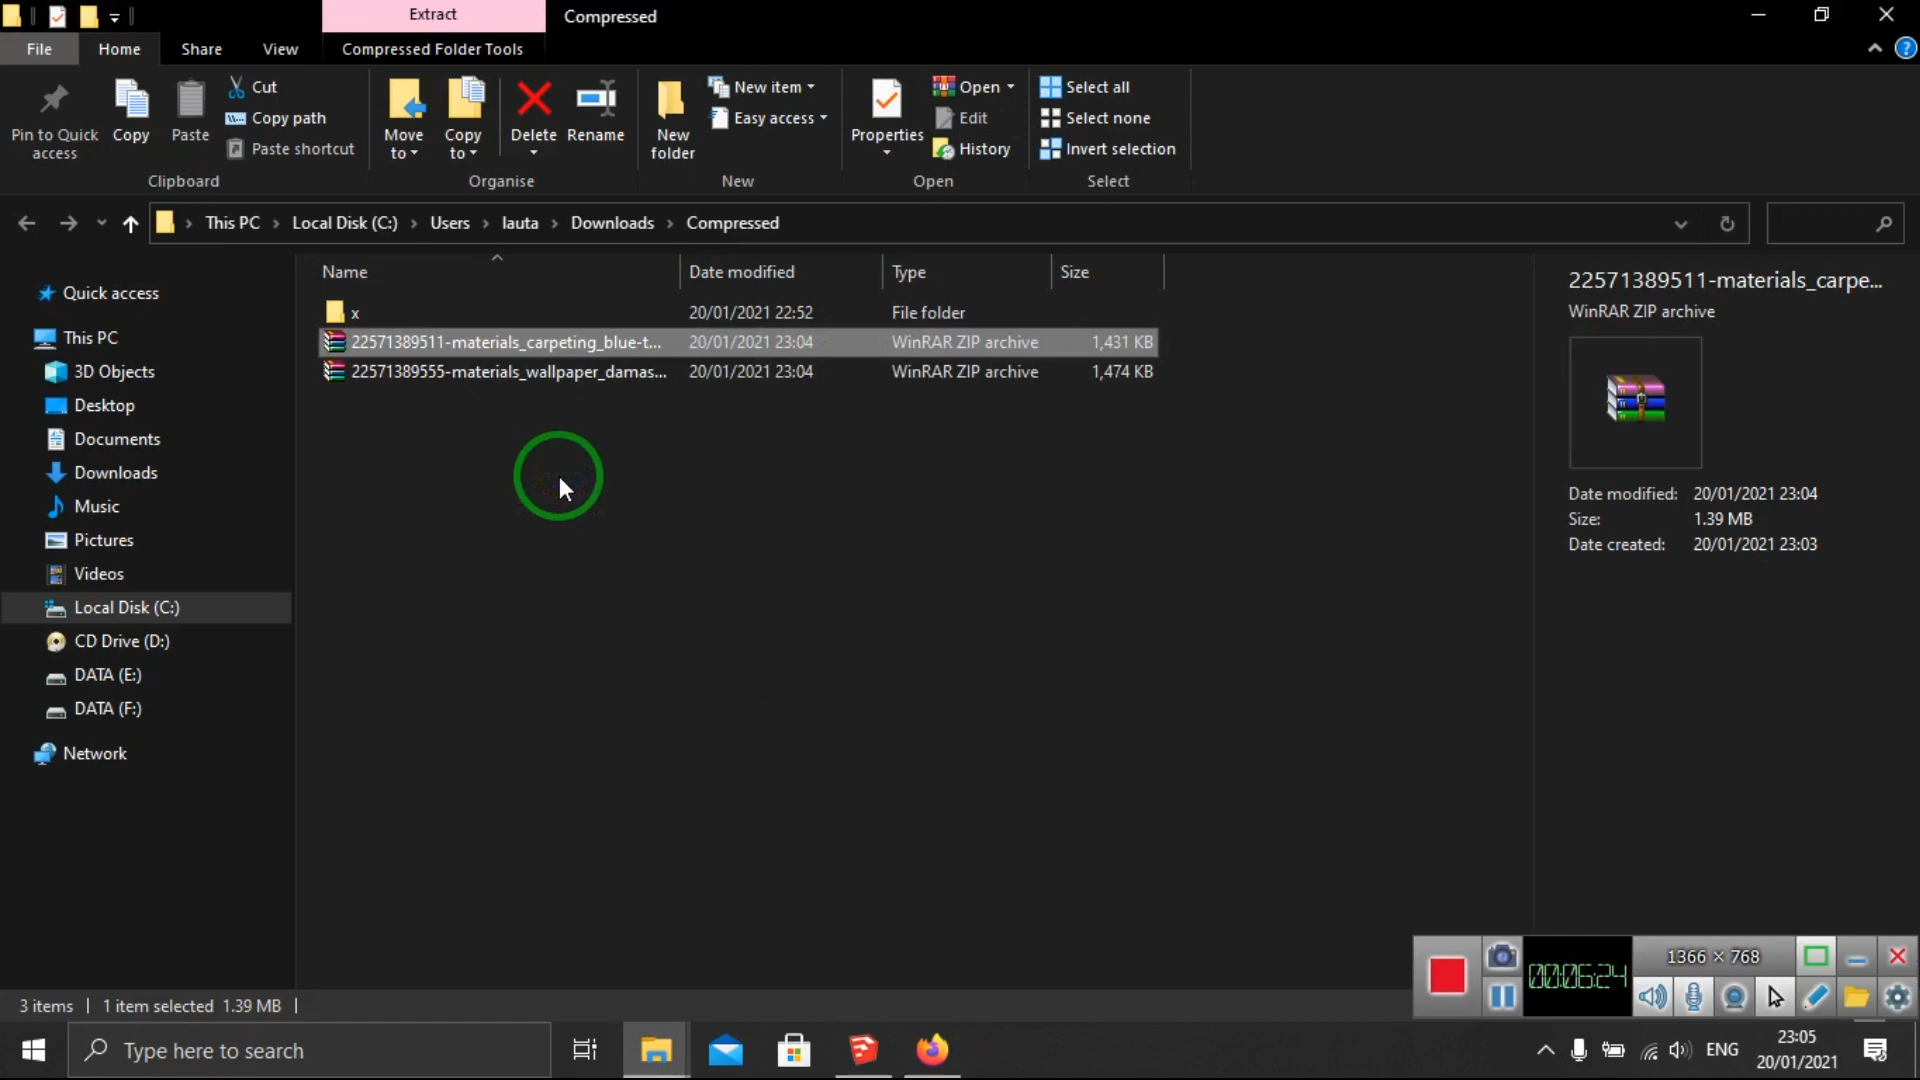 Extract
Compressed
File
Home
Share
View
Compressed Folder Tools
Pin to Quick access
Copy
Paste
Cut
Copy path
Paste shortcut
Clipboard
Move to
Copy to
Delete
Rename
Organise
New folder
New item
Easy access
New
Properties
Open
Edit
History
Open
Select all
Select none
Invert selection
Select
This PC > Local Disk (C:) > Users > lauta > Downloads > Compressed
Name
Date modified
Type
Size
x 20/01/2021 22:52 File folder
22571389511-materials_carpeting_blue-t... 20/01/2021 23:04 WinRAR ZIP archive 1,431 KB
22571389555-materials_wallpaper_damas... 20/01/2021 23:04 WinRAR ZIP archive 1,474 KB
Quick access
This PC
3D Objects
Desktop
Documents
Downloads
Music
Pictures
Videos
Local Disk (C:)
CD Drive (D:)
DATA (E:)
DATA (F:)
Network
22571389511-materials_carpe...
WinRAR ZIP archive
Date modified: 20/01/2021 23:04
Size: 1.39 MB
Date created: 20/01/2021 23:03
1366 × 768
00:06:24
3 items | 1 item selected 1.39 MB |
Type here to search
ENG
23:05
20/01/2021